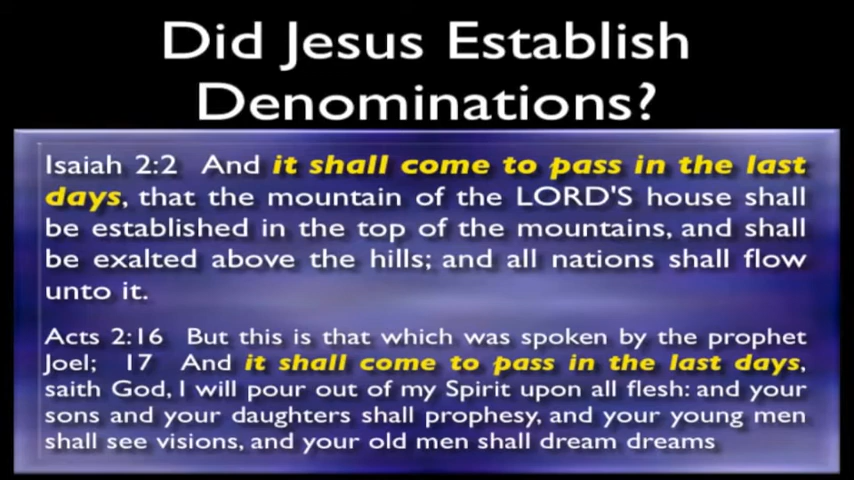 Did Jesus Establish
Denominations?
Isaiah 2:2 And it shall come to pass in the last
days, that the mountain of the LORD'S house shall
be established in the top of the mountains, and shall
be exalted above the hills; and all nations shall flow
unto it.
Acts 2:16 But this is that which was spoken by the prophet
Joel; 17 And it shall come to pass in the last days,
saith God, I will pour out of my Spirit upon all flesh: and your
sons and your daughters shall prophesy, and your young men
shall see visions, and your old men shall dream dreams